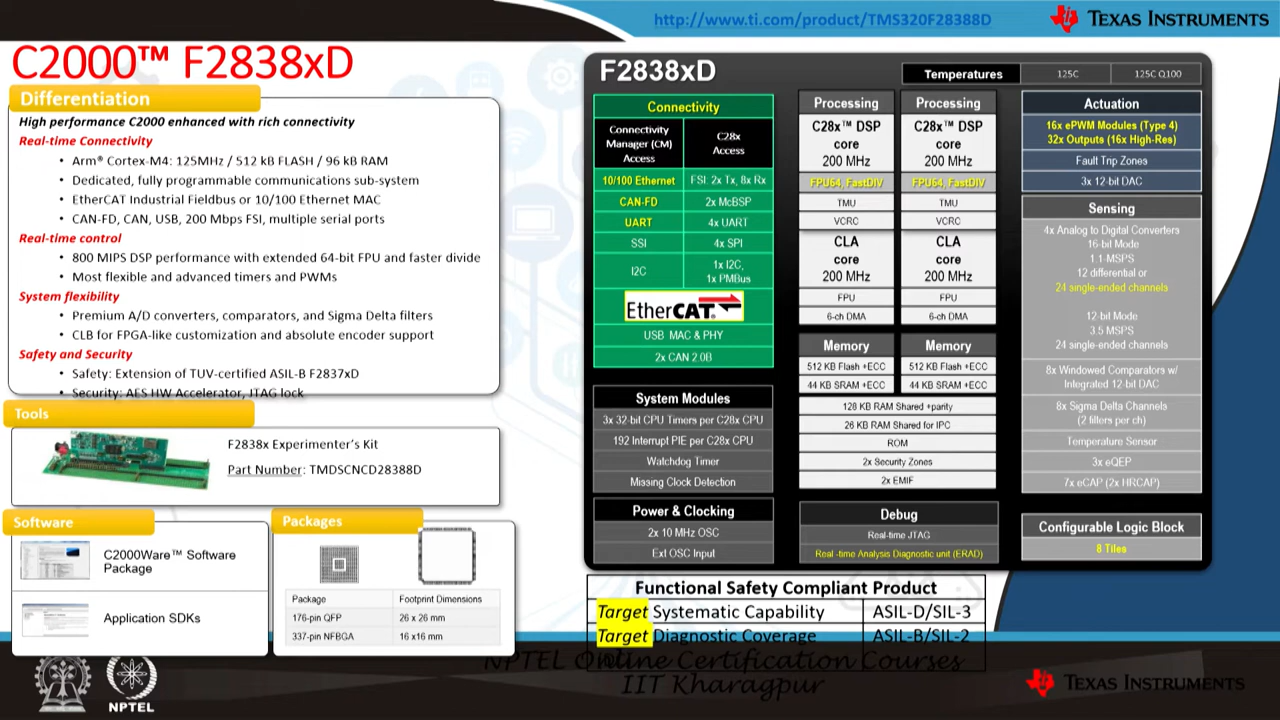 http://www.ti.com/product/TMS320F28388D
TEXAS INSTRUMENTS
C2000™ F2838xD
Differentiation
High performance C2000 enhanced with rich connectivity
Real-time Connectivity
• Arm® Cortex-M4: 125MHz / 512 kB FLASH / 96 kB RAM
• Dedicated, fully programmable communications sub-system
• EtherCAT Industrial Fieldbus or 10/100 Ethernet MAC
• CAN-FD, CAN, USB, 200 Mbps FSI, multiple serial ports
Real-time control
• 800 MIPS DSP performance with extended 64-bit FPU and faster divide
• Most flexible and advanced timers and PWMs
System flexibility
• Premium A/D converters, comparators, and Sigma Delta filters
• CLB for FPGA-like customization and absolute encoder support
Safety and Security
• Safety: Extension of TUV-certified ASIL-B F2837xD
• Security: AES HW Accelerator, JTAG lock
Tools
F2838x Experimenter's Kit
Part Number: TMDSCNCD28388D
Software
C2000Ware™ Software
Package
Application SDKs
Packages
Package Footprint Dimensions
176-pin QFP 26 x 26 mm
337-pin NFBGA 16 x16 mm
F2838xD
Temperatures 125C 125C Q100
Connectivity
Connectivity
Manager (CM)
Access
C28x
Access
10/100 Ethernet FSI: 2x Tx, 8x Rx
CAN-FD 2x McBSP
UART 4x UART
SSI 4x SPI
I2C 1x I2C,
1x PMBus
EtherCAT
USB MAC & PHY
2x CAN 2.0B
System Modules
3x 32-bit CPU Timers per C28x CPU
192 Interrupt PIE per C28x CPU
Watchdog Timer
Missing Clock Detection
Power & Clocking
2x 10 MHz OSC
Ext OSC Input
Processing Processing
C28x™ DSP C28x™ DSP
core core
200 MHz 200 MHz
FPU64, FastDIV FPU64, FastDIV
TMU TMU
VCRC VCRC
CLA CLA
core core
200 MHz 200 MHz
FPU FPU
6-ch DMA 6-ch DMA
Memory Memory
512 KB Flash +ECC 512 KB Flash +ECC
44 KB SRAM +ECC 44 KB SRAM +ECC
128 KB RAM Shared +parity
26 KB RAM Shared for IPC
ROM
2x Security Zones
2x EMIF
Debug
Real-time JTAG
Real -time Analysis Diagnostic unit (ERAD)
Actuation
16x ePWM Modules (Type 4)
32x Outputs (16x High-Res)
Fault Trip Zones
3x 12-bit DAC
Sensing
4x Analog to Digital Converters
16-bit Mode
1.1-MSPS
12 differential or
24 single-ended channels
12-bit Mode
3.5 MSPS
24 single-ended channels
8x Windowed Comparators w/
Integrated 12-bit DAC
8x Sigma Delta Channels
(2 filters per ch)
Temperature Sensor
3x eQEP
7x eCAP (2x HRCAP)
Configurable Logic Block
8 Tiles
Functional Safety Compliant Product
Target Systematic Capability ASIL-D/SIL-3
Target Diagnostic Coverage ASIL-B/SIL-2
NPTEL Online Certification Courses
IIT Kharagpur
NPTEL
TEXAS INSTRUMENTS